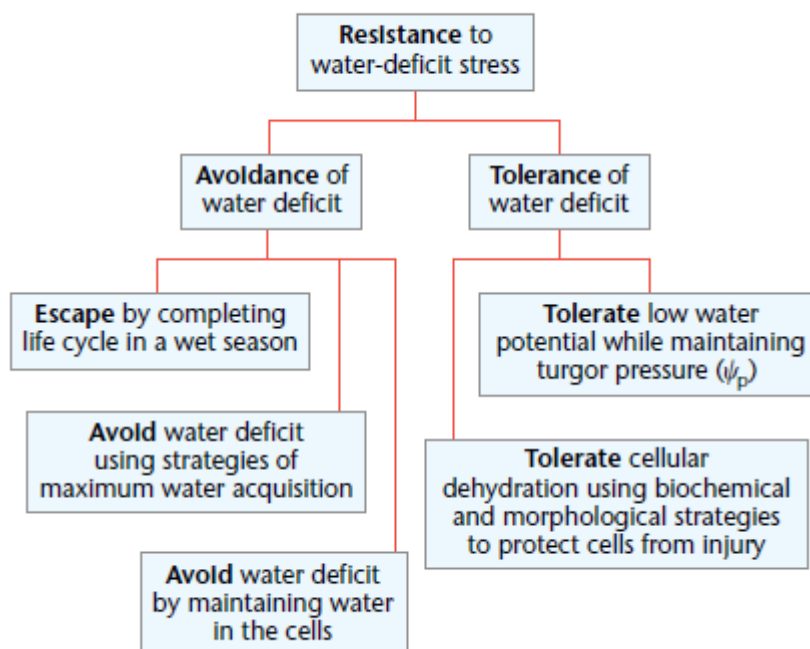 Resistance to
water-deficit stress
Avoidance of
water deficit
Tolerance of
water deficit
Escape by completing
life cycle in a wet season
Tolerate low water
potential while maintaining
turgor pressure (ψp)
Avoid water deficit
using strategies of
maximum water acquisition
Tolerate cellular
dehydration using biochemical
and morphological strategies
to protect cells from injury
Avoid water deficit
by maintaining water
in the cells